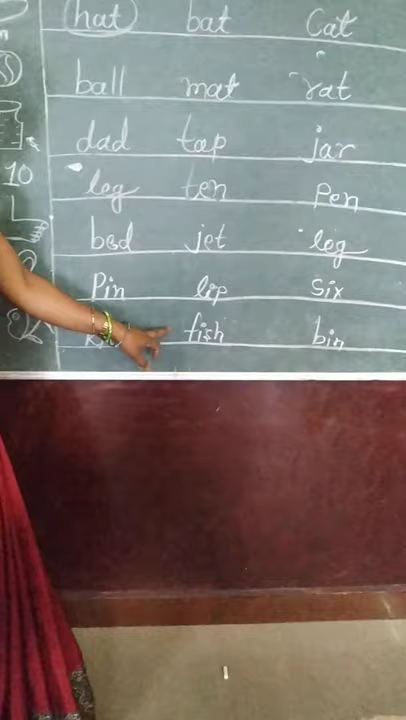 hat bat Cat
ball mat rat
dad tap jar
10
leg ten Pen
bed jet leg
Pin lip Six
fish bin